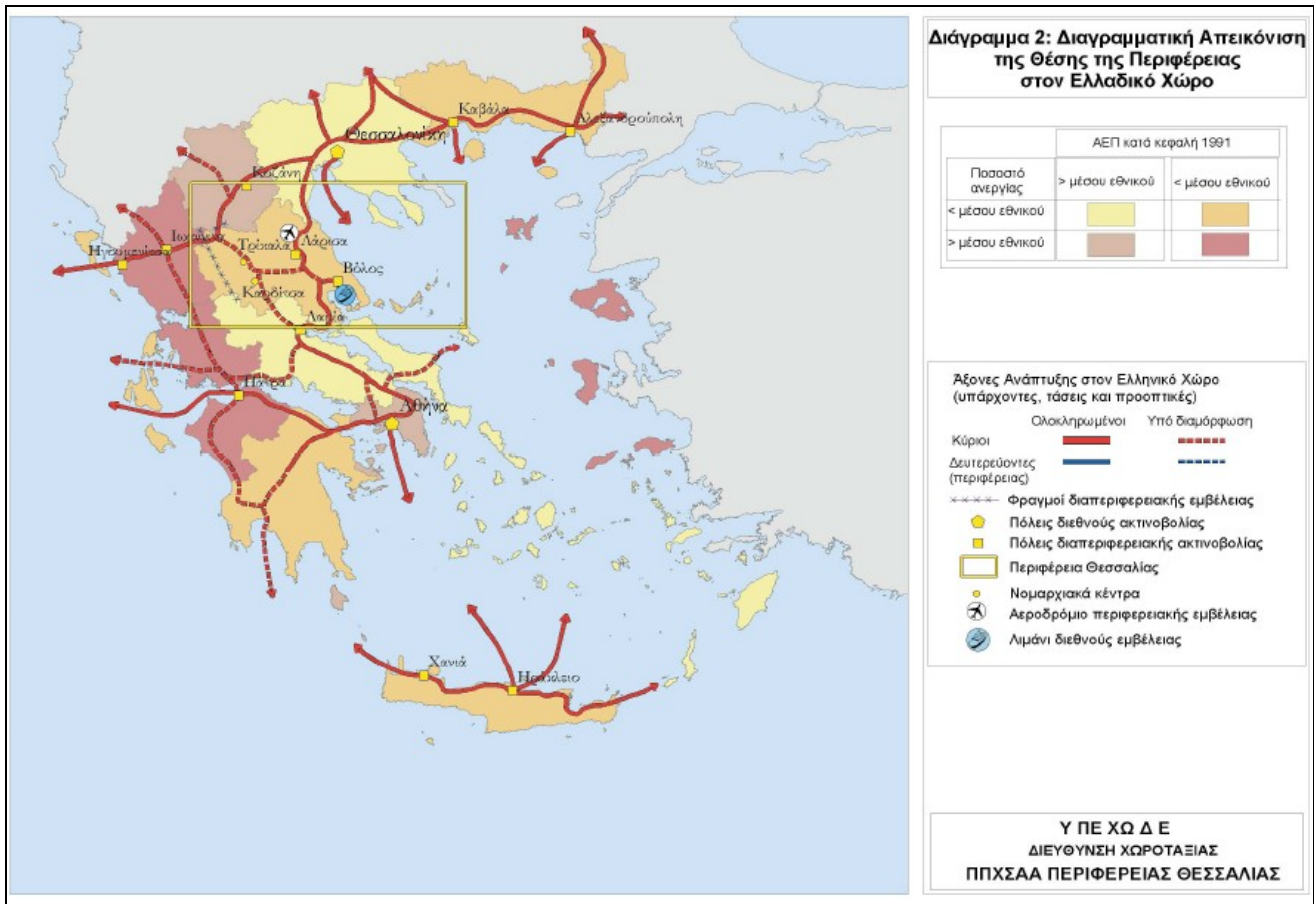 Διάγραμμα 2: Διαγραμματική Απεικόνιση
της Θέσης της Περιφέρειας
στον Ελλαδικό Χώρο
ΑΕΠ κατά κεφαλή 1991
Ποσοστό
ανεργίας
> μέσου εθνικού
< μέσου εθνικού
< μέσου εθνικού
> μέσου εθνικού
Άξονες Ανάπτυξης στον Ελληνικό Χώρο
(υπάρχοντες, τάσεις και προοπτικές)
Ολοκληρωμένοι
Υπό διαμόρφωση
Κύριοι
Δευτερεύοντες
(περιφέρειας)
Φραγμοί διαπεριφερειακής εμβέλειας
Πόλεις διεθνούς ακτινοβολίας
Πόλεις διαπεριφερειακής ακτινοβολίας
Περιφέρεια Θεσσαλίας
Νομαρχιακά κέντρα
Αεροδρόμιο περιφερειακής εμβέλειας
Λιμάνι διεθνούς εμβέλειας
Υ ΠΕ ΧΩ Δ Ε
ΔΙΕΥΘΥΝΣΗ ΧΩΡΟΤΑΞΙΑΣ
ΠΠΧΣΑΑ ΠΕΡΙΦΕΡΕΙΑΣ ΘΕΣΣΑΛΙΑΣ
Καβάλα
Αλεξανδρούπολη
Θεσσαλονίκη
Κοζάνη
Ιωάννινα
Ηγουμενίτσα
Τρίκαλα
Λάρισα
Βόλος
Καρδίτσα
Λαμία
Πάτρα
Αθήνα
Χανιά
Ηράκλειο